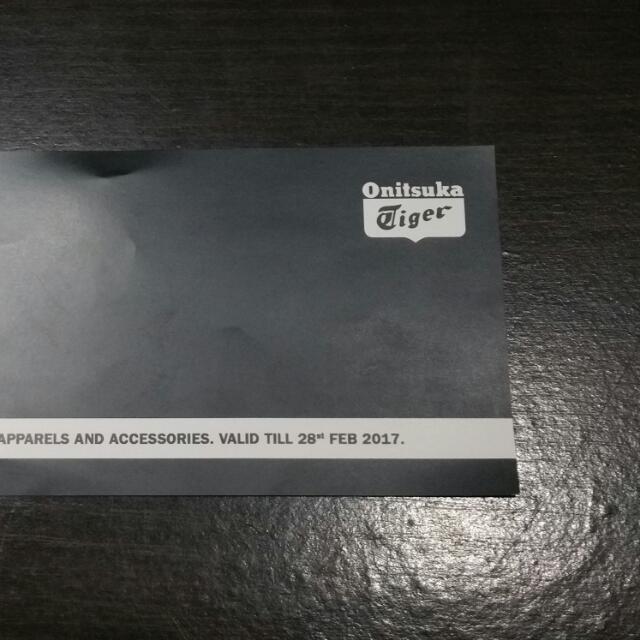 Onitsuka
Tiger
APPARELS AND ACCESSORIES. VALID TILL 28st FEB 2017.